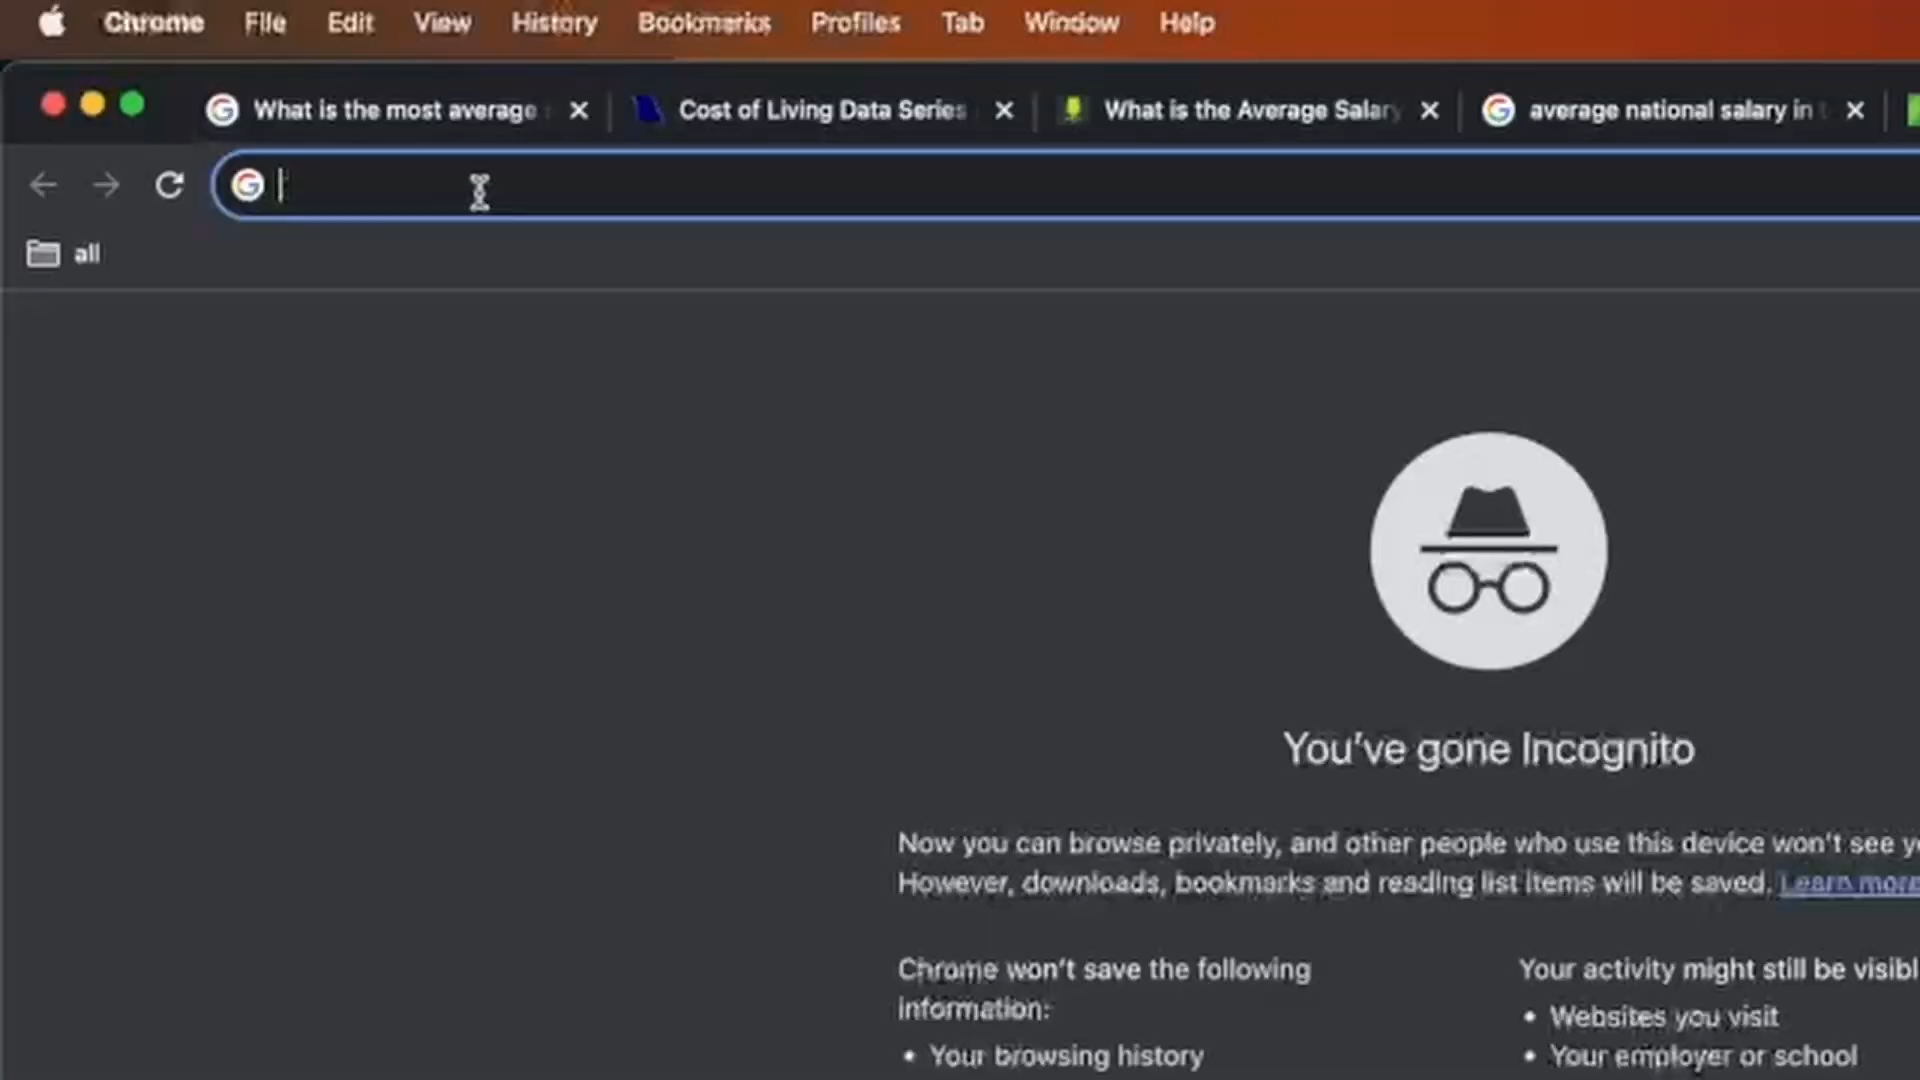 Chrome File Edit View History Bookmarks Profiles Tab Window Help
What is the most average
Cost of Living Data Series
What is the Average Salary
average national salary in
all
You've gone Incognito
Now you can browse privately, and other people who use this device won't see
However, downloads, bookmarks and reading list items will be saved. Learn more
Chrome won't save the following
information:
• Your browsing history
Your activity might still be visibl
• Websites you visit
• Your employer or school